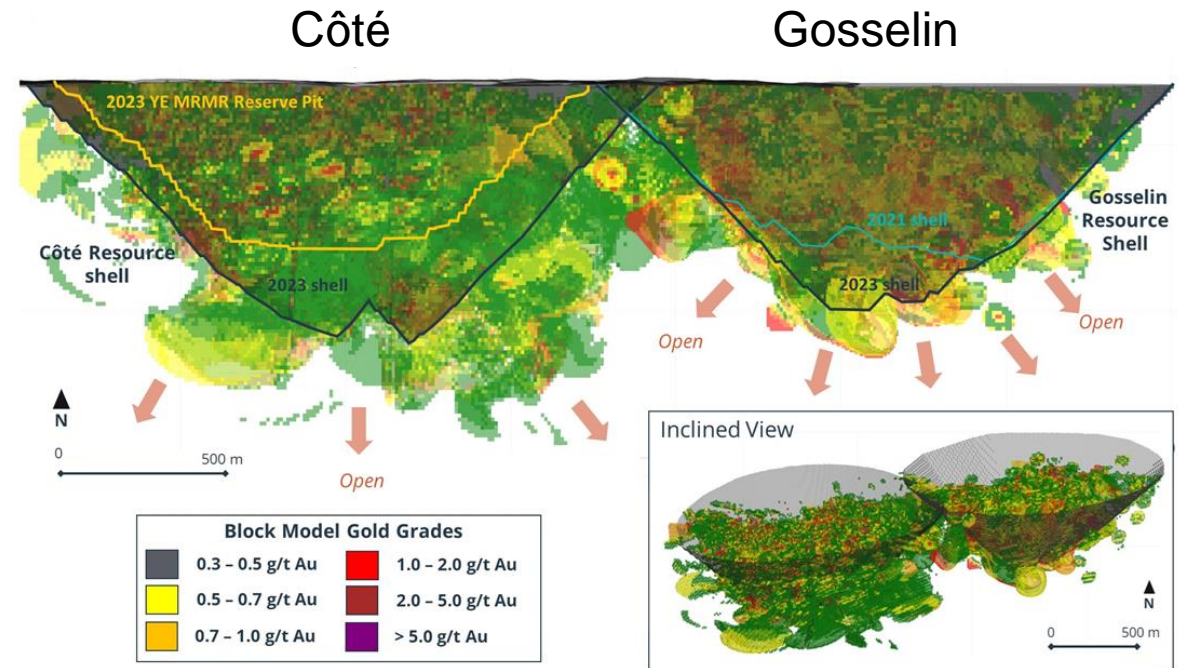 Côté
Gosselin
2023 YE MRMR Reserve Pit
Côté Resource
shell
2023 shell
2021 shell
2023 shell
Gosselin
Resource
Shell
Open
Open
Open
N
0
500 m
Block Model Gold Grades
0.3 – 0.5 g/t Au
1.0 – 2.0 g/t Au
0.5 – 0.7 g/t Au
2.0 – 5.0 g/t Au
0.7 – 1.0 g/t Au
> 5.0 g/t Au
Inclined View
N
0
500 m